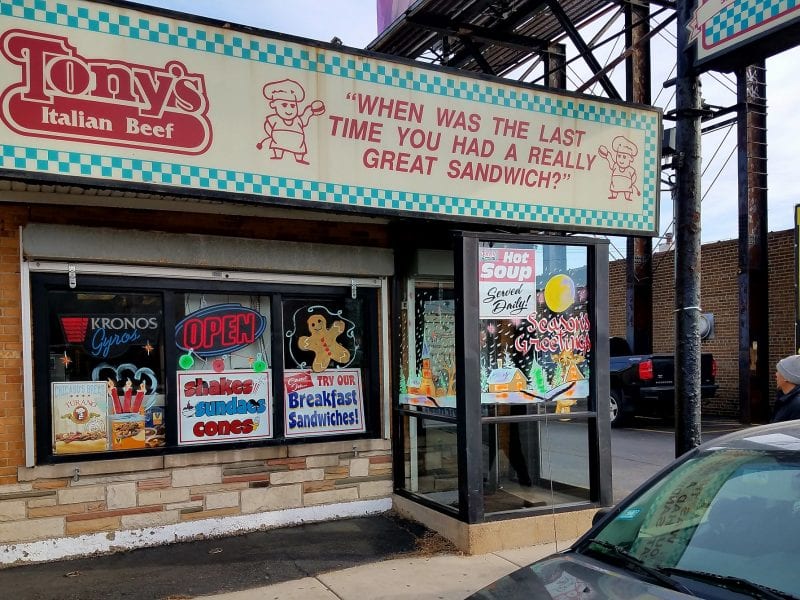 Tony's
Italian Beef
"WHEN WAS THE LAST
TIME YOU HAD A REALLY
GREAT SANDWICH?"
KRONOS
Gyros
OPEN
Shakes
Sundaes
Cones
TRY OUR
Breakfast
Sandwiches!
Hot
Soup
Served
Daily!
Seasons
Greetings